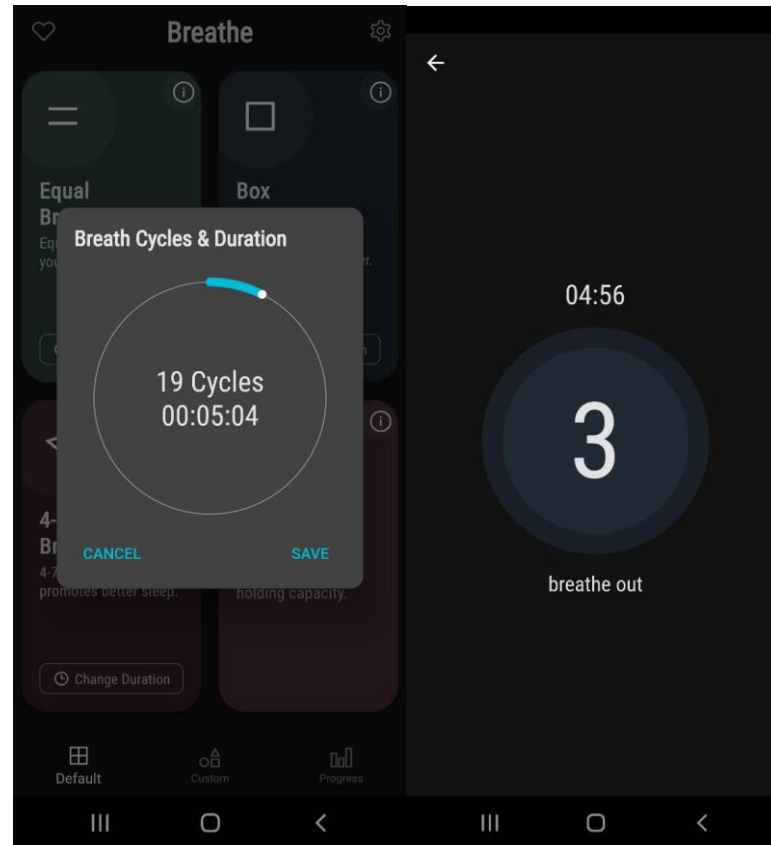 Breathe
Equal
Box
Br
Equ
you
er.
Breath Cycles & Duration
19 Cycles
00:05:04
CANCEL
SAVE
4-
Br
4-7
promotes better sleep.
holding capacity.
Change Duration
Default
Custom
Progress
04:56
3
breathe out